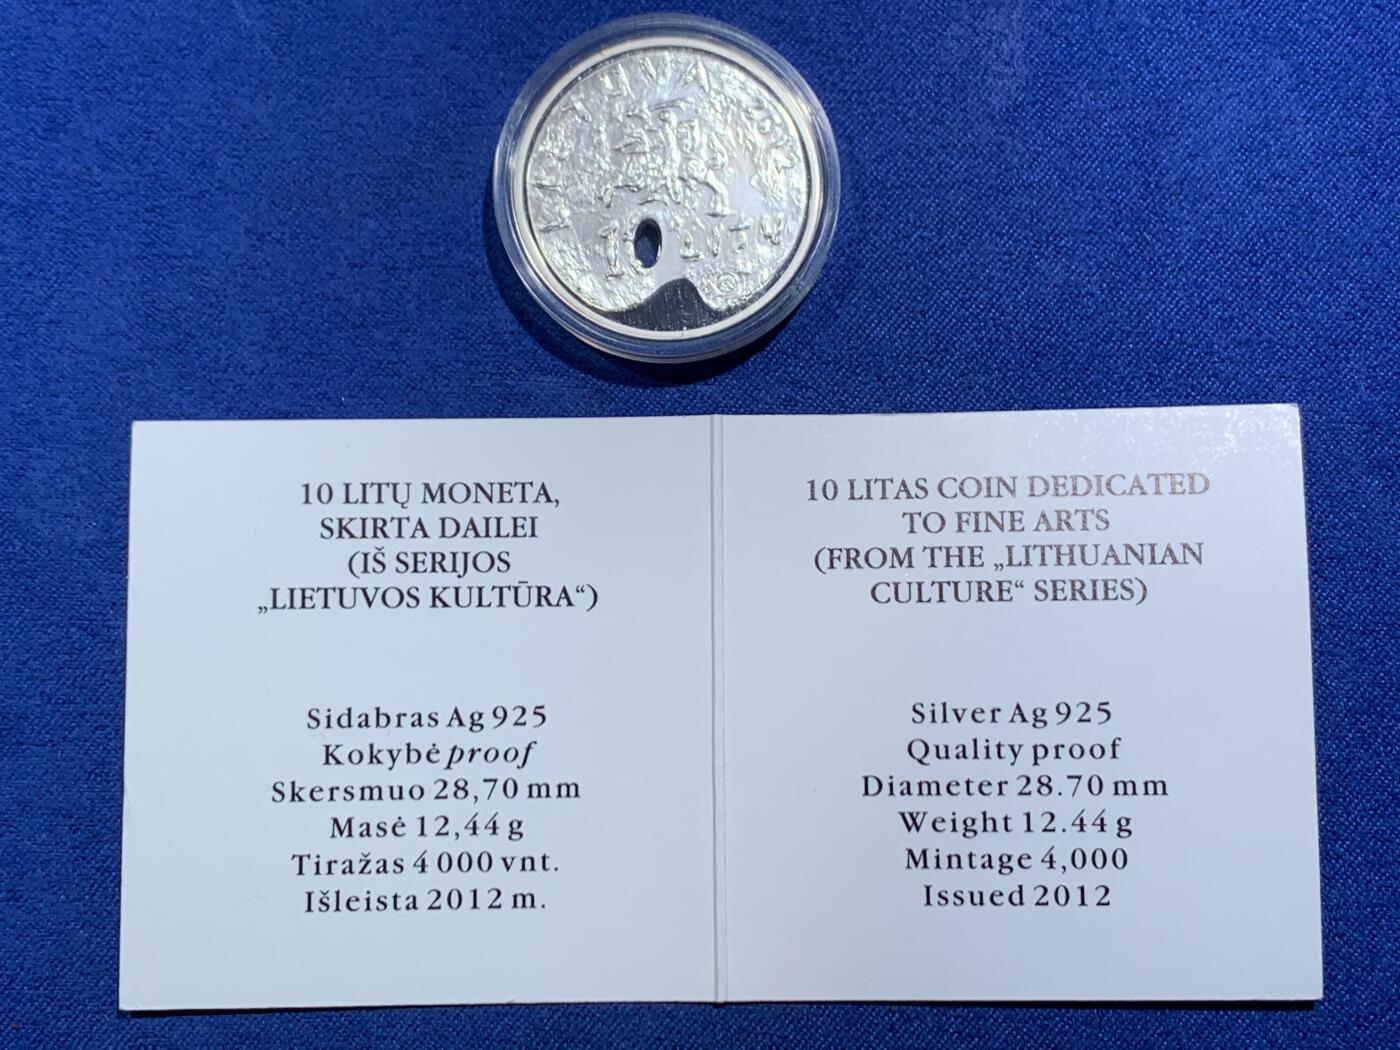 LIETUVA 2012
10 LITŲ
10 LITŲ MONETA,
SKIRTA DAILEI
(IŠ SERIJOS
„LIETUVOS KULTŪRA“)
Sidabras Ag 925
Kokybė proof
Skersmuo 28,70 mm
Masė 12,44 g
Tiražas 4 000 vnt.
Išleista 2012 m.
10 LITAS COIN DEDICATED
TO FINE ARTS
(FROM THE „LITHUANIAN
CULTURE“ SERIES)
Silver Ag 925
Quality proof
Diameter 28.70 mm
Weight 12.44 g
Mintage 4,000
Issued 2012